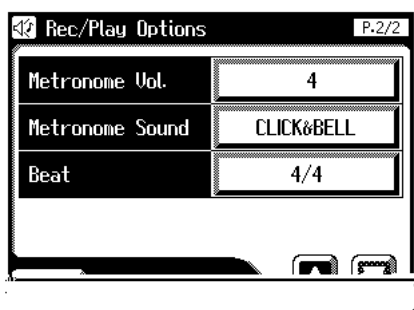 Rec/Play Options P.2/2
Metronome Vol. 4
Metronome Sound CLICK&BELL
Beat 4/4